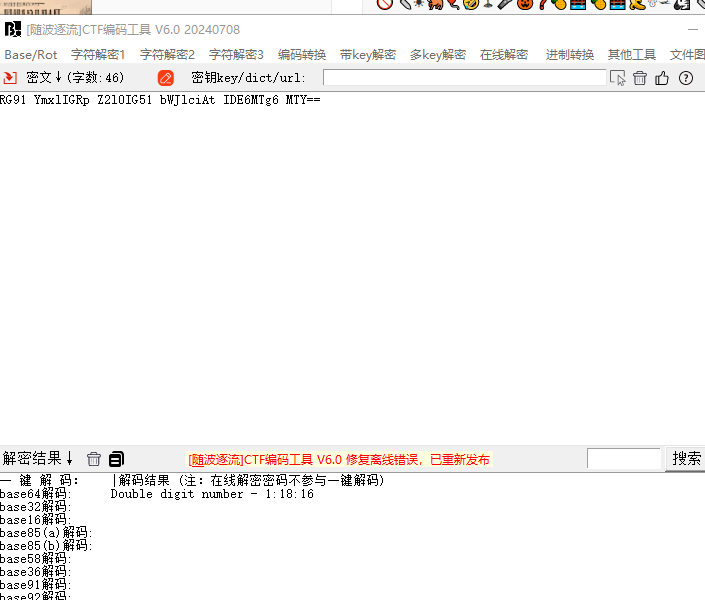 [随波逐流]CTF编码工具 V6.0 20240708
Base/Rot 字符解密1 字符解密2 字符解密3 编码转换 带key解密 多key解密 在线解密 进制转换 其他工具 文件图
密文↓(字数:46) 密钥key/dict/url:
RG91 YmxlIGRp Z2l0IG51 bWJlciAt IDE6MTg6 MTY==
解密结果↓ [随波逐流]CTF编码工具 V6.0 修复离线错误，已重新发布 搜索
一 键 解 码: |解码结果 (注: 在线解密密码不参与一键解码)
base64解码: Double digit number - 1:18:16
base32解码:
base16解码:
base85(a)解码:
base85(b)解码:
base58解码:
base36解码:
base91解码:
base92解码: